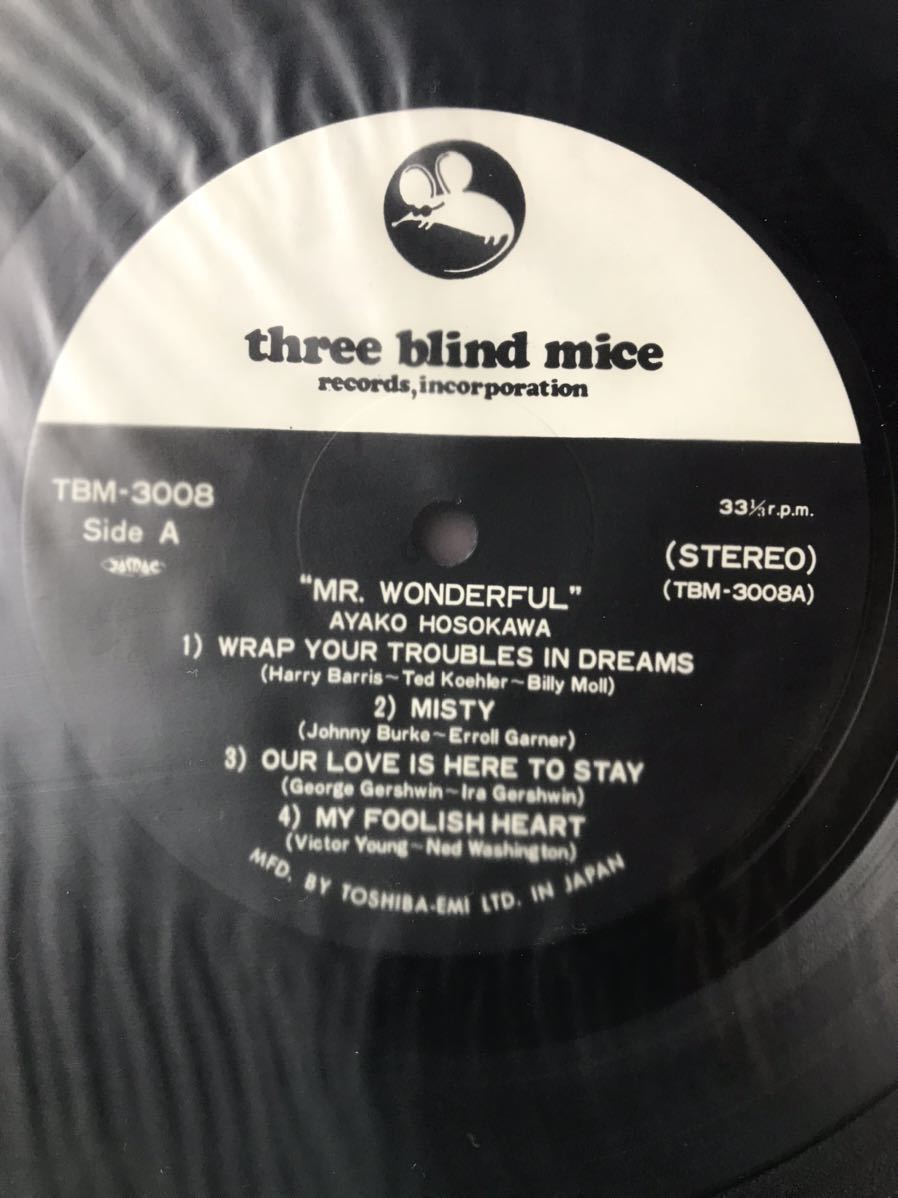 three blind mice
records, incorporation
TBM-3008
Side A
JASRAC
33⅓ r.p.m.
(STEREO)
(TBM-3008A)
"MR. WONDERFUL"
AYAKO HOSOKAWA
1) WRAP YOUR TROUBLES IN DREAMS
(Harry Barris~Ted Koehler~Billy Moll)
2) MISTY
(Johnny Burke~Erroll Garner)
3) OUR LOVE IS HERE TO STAY
(George Gershwin~Ira Gershwin)
4) MY FOOLISH HEART
(Victor Young~Ned Washington)
MFD. BY TOSHIBA-EMI LTD. IN JAPAN